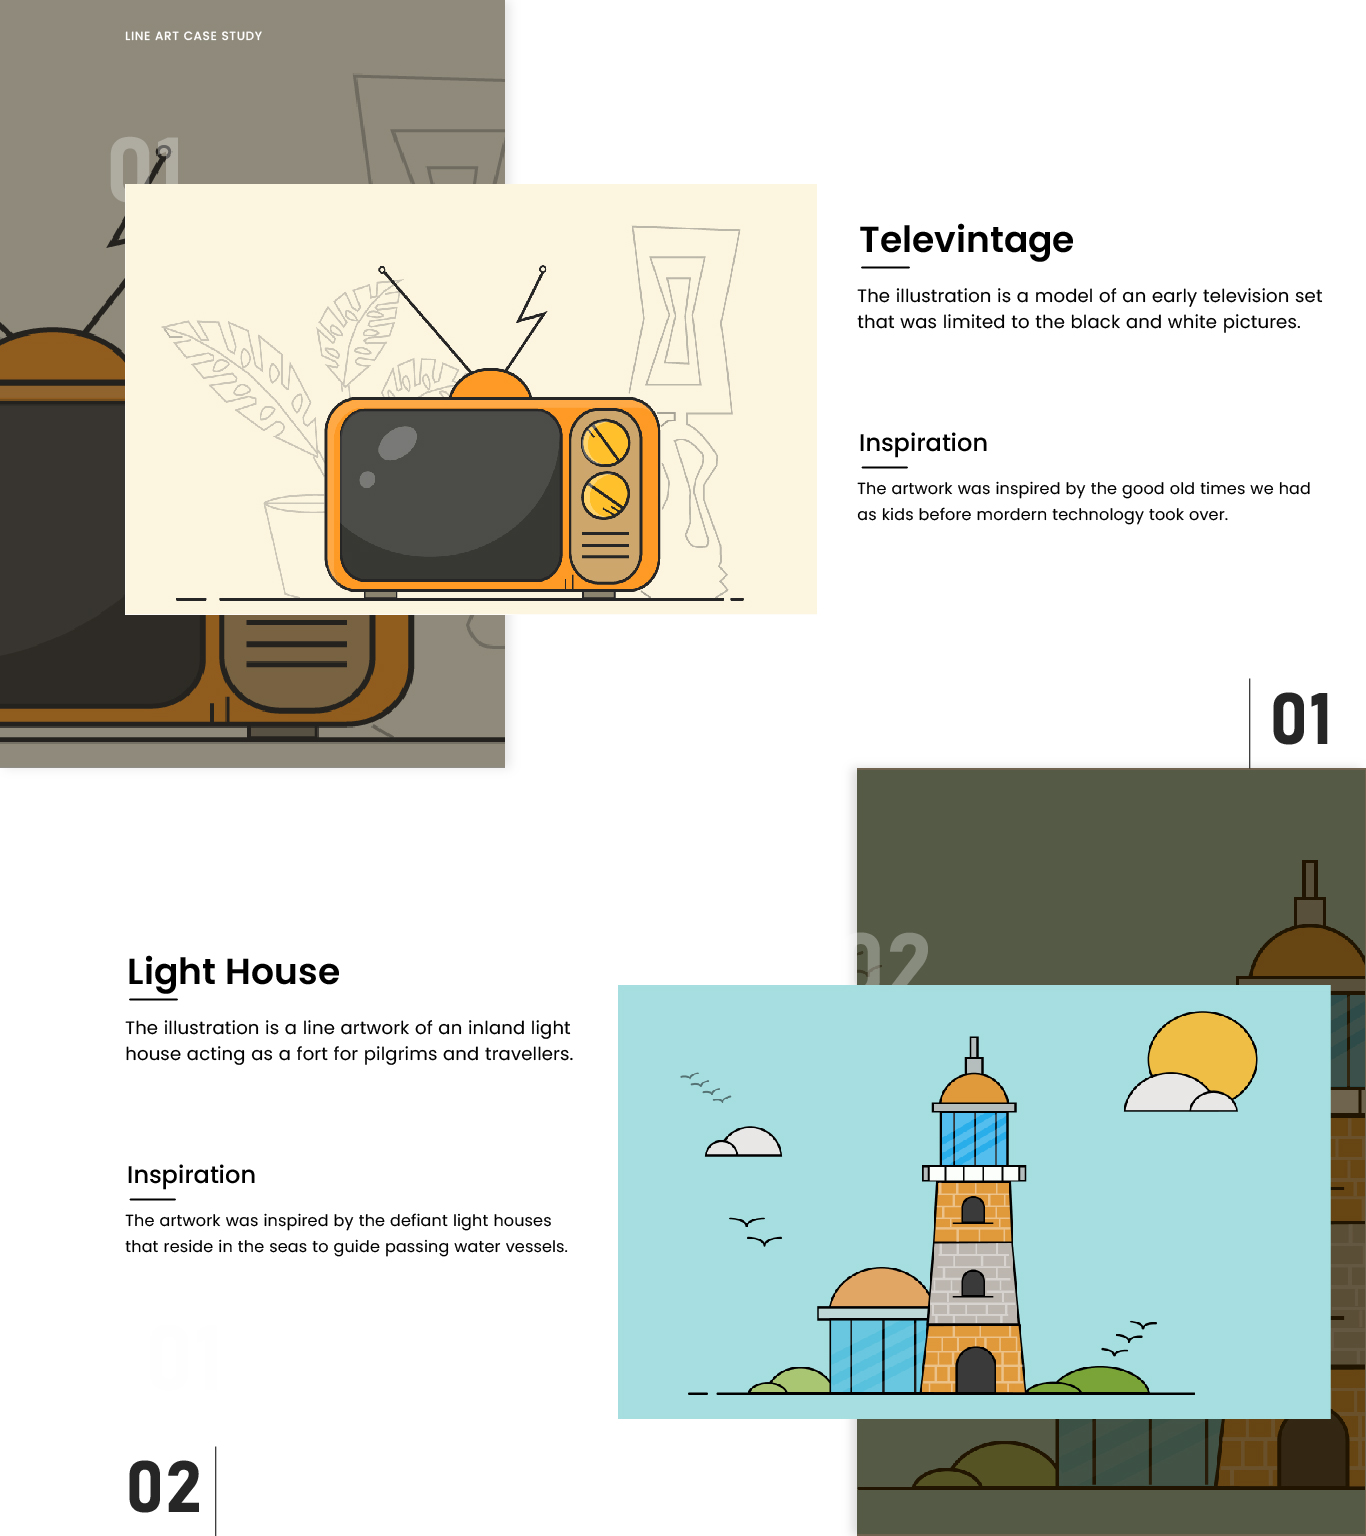 LINE ART CASE STUDY
01
Televintage
The illustration is a model of an early television set
that was limited to the black and white pictures.
Inspiration
The artwork was inspired by the good old times we had
as kids before mordern technology took over.
01
02
Light House
The illustration is a line artwork of an inland light
house acting as a fort for pilgrims and travellers.
Inspiration
The artwork was inspired by the defiant light houses
that reside in the seas to guide passing water vessels.
01
02